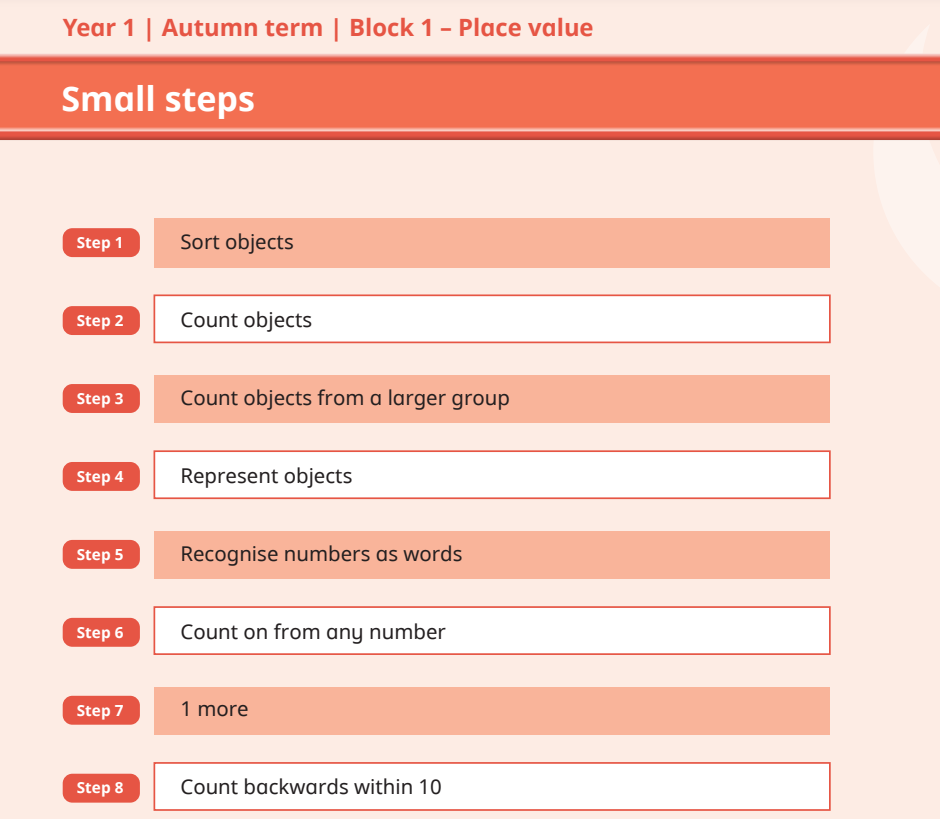 Year 1 | Autumn term | Block 1 – Place value
Small steps
Step 1 Sort objects
Step 2 Count objects
Step 3 Count objects from a larger group
Step 4 Represent objects
Step 5 Recognise numbers as words
Step 6 Count on from any number
Step 7 1 more
Step 8 Count backwards within 10